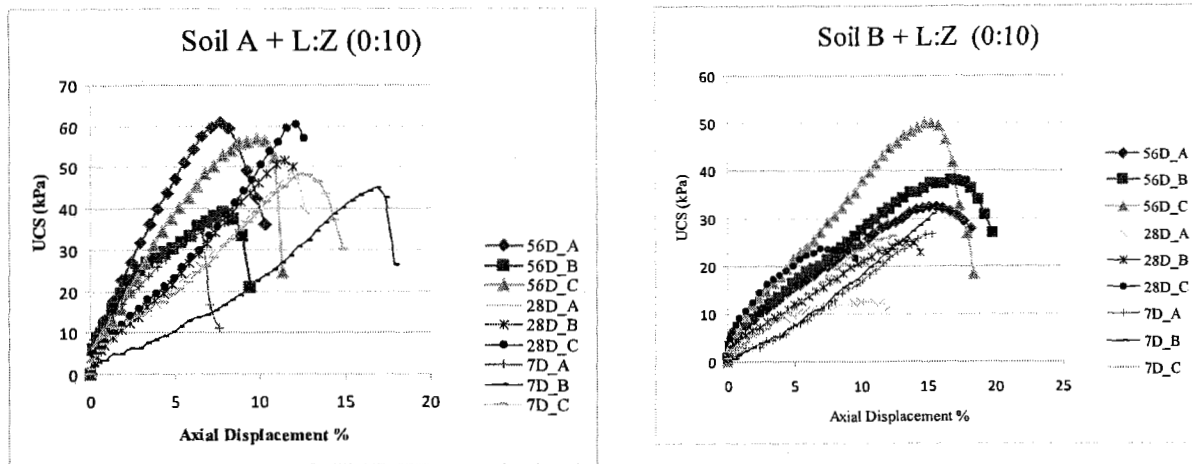 Soil A + L:Z (0:10)
70
60
50
40
30
20
10
0
UCS (kPa)
0 5 10 15 20
Axial Displacement %
56D_A
56D_B
56D_C
28D_A
28D_B
28D_C
7D_A
7D_B
7D_C
Soil B + L:Z (0:10)
60
50
40
30
20
10
0
UCS (kPa)
0 5 10 15 20 25
Axial Displacement %
56D_A
56D_B
56D_C
28D_A
28D_B
28D_C
7D_A
7D_B
7D_C